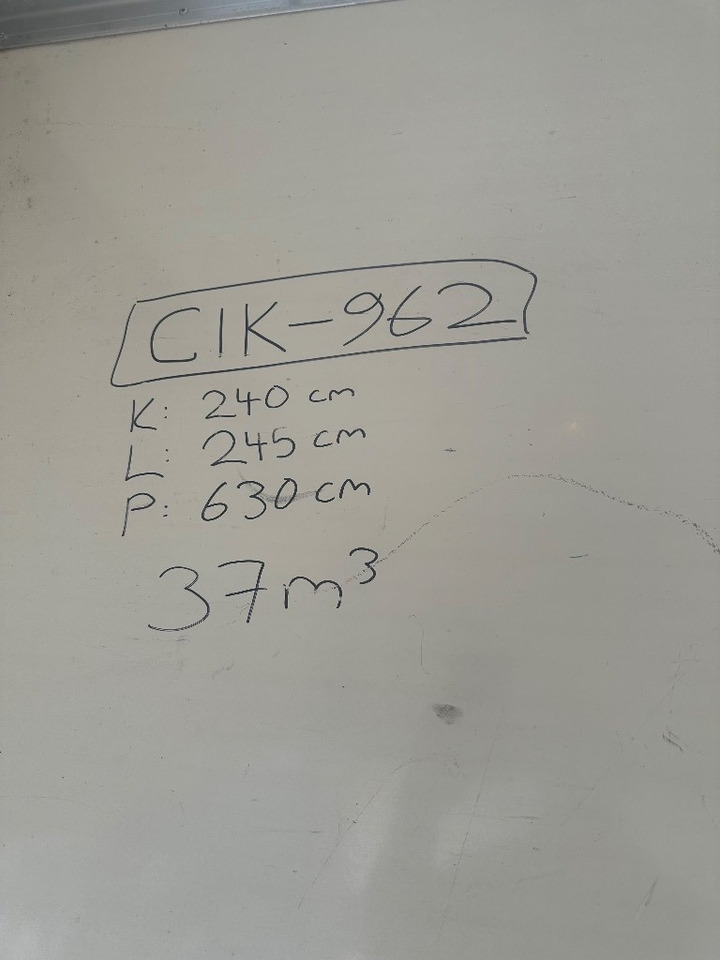 CIK-962
K: 240 cm
L: 245 cm
P: 630 cm
37m³